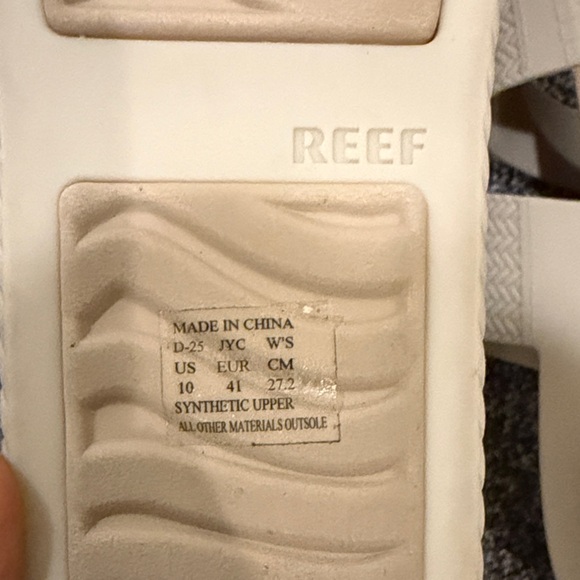 REEF
MADE IN CHINA
D-25 JYC W'S
US EUR CM
10 41 27.2
SYNTHETIC UPPER
ALL OTHER MATERIALS OUTSOLE